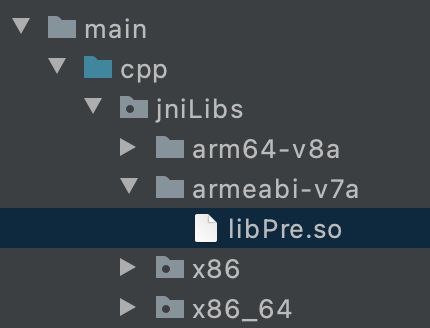 main
cpp
jniLibs
arm64-v8a
armeabi-v7a
libPre.so
x86
x86_64